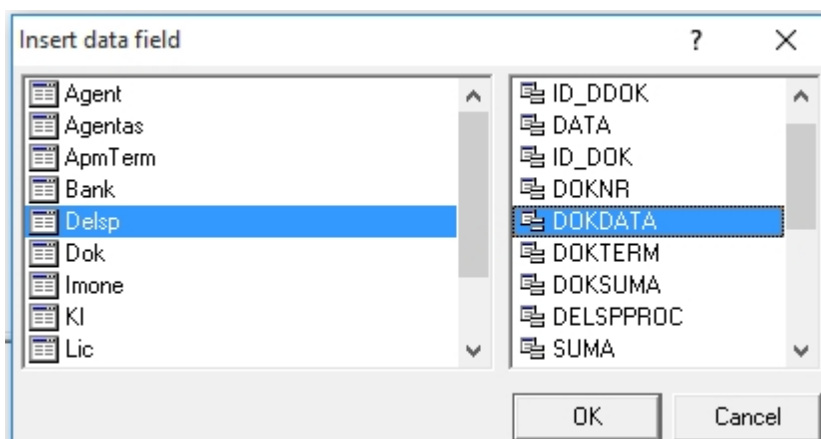 Insert data field
?
Agent
Agentas
ApmTerm
Bank
Delsp
Dok
Imone
Kl
Lic
ID_DDOK
DATA
ID_DOK
DOKNR
DOKDATA
DOKTERM
DOKSUMA
DELSPPROC
SUMA
OK
Cancel